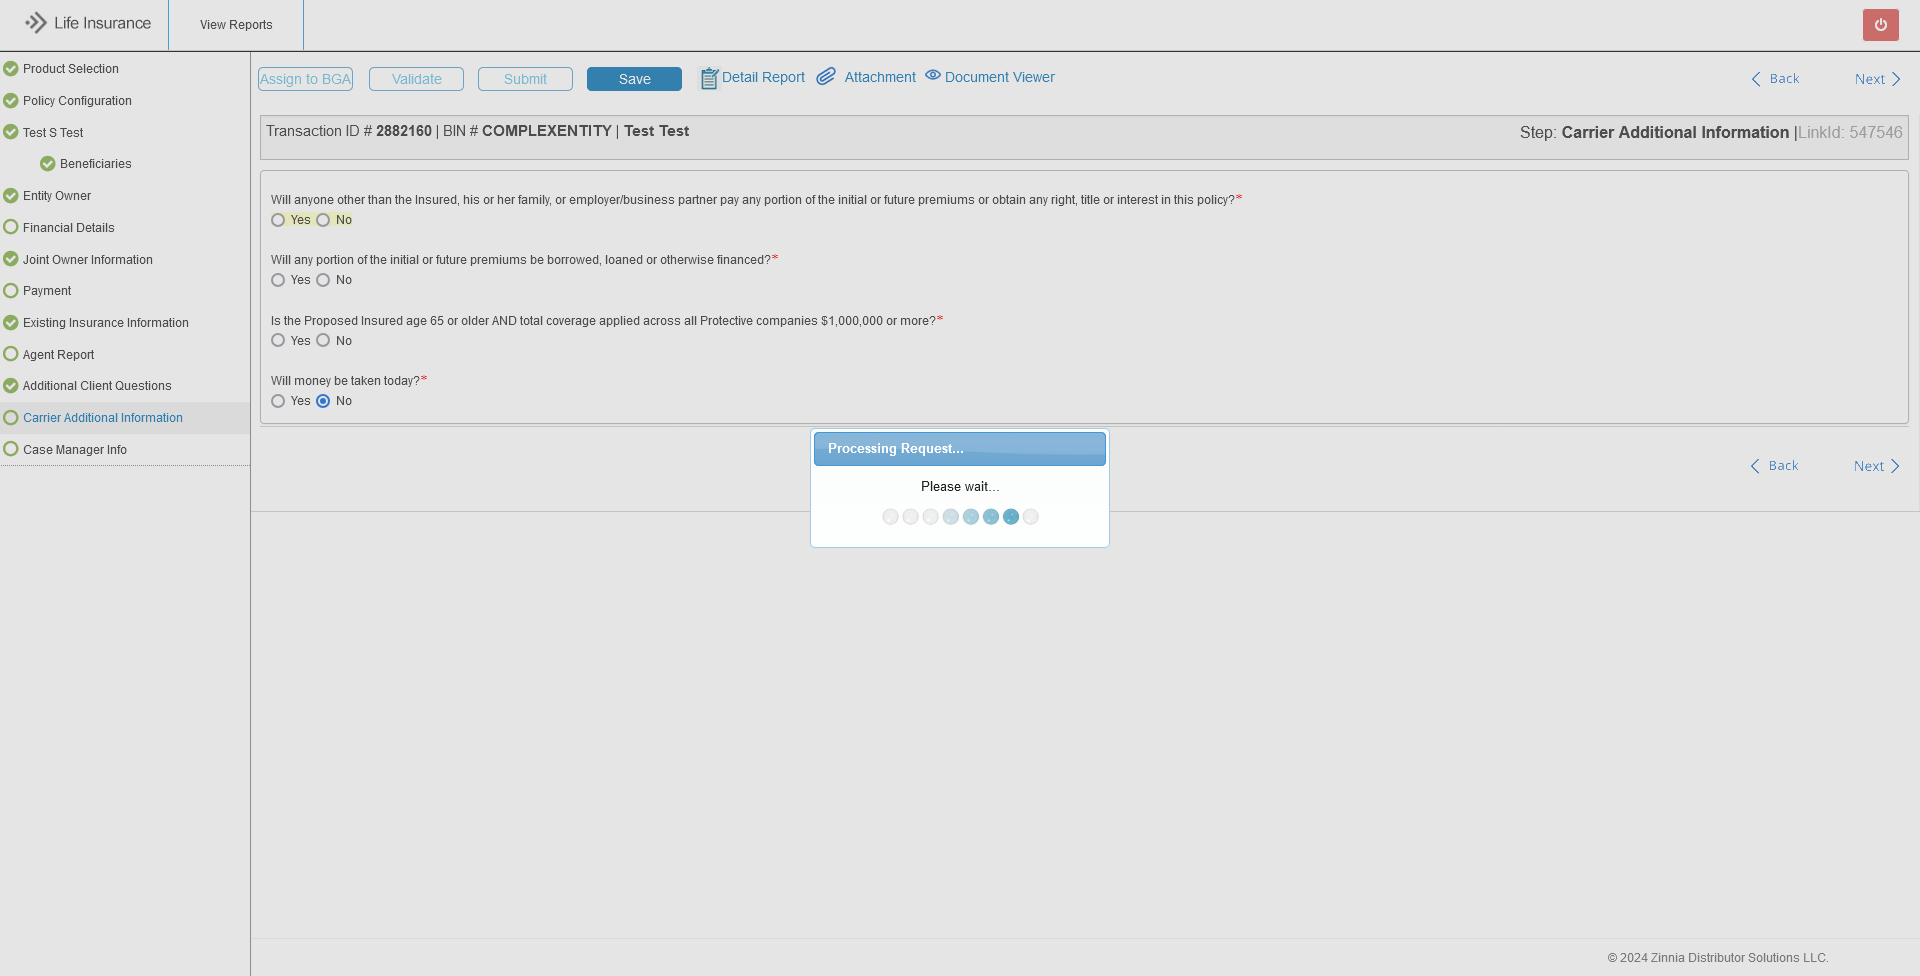 Life Insurance
View Reports
Product Selection
Policy Configuration
Test S Test
Beneficiaries
Entity Owner
Financial Details
Joint Owner Information
Payment
Existing Insurance Information
Agent Report
Additional Client Questions
Carrier Additional Information
Case Manager Info
Assign to BGA
Validate
Submit
Save
Detail Report
Attachment
Document Viewer
Back
Next
Transaction ID # 2882160 | BIN # COMPLEXENTITY | Test Test
Step: Carrier Additional Information |LinkId: 547546
Will anyone other than the Insured, his or her family, or employer/business partner pay any portion of the initial or future premiums or obtain any right, title or interest in this policy?*
Yes No
Will any portion of the initial or future premiums be borrowed, loaned or otherwise financed?*
Yes No
Is the Proposed Insured age 65 or older AND total coverage applied across all Protective companies $1,000,000 or more?*
Yes No
Will money be taken today?*
Yes No
Processing Request...
Please wait...
Back
Next
© 2024 Zinnia Distributor Solutions LLC.